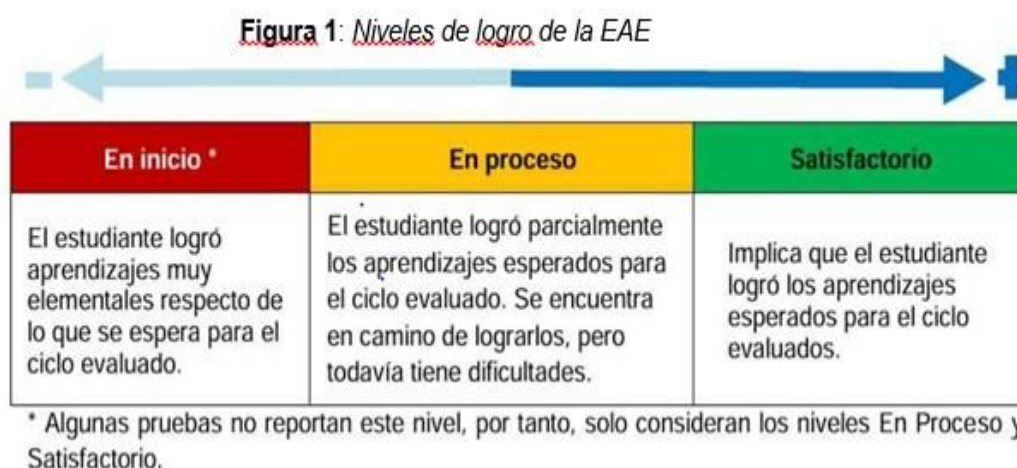 Figura 1: Niveles de logro de la EAE
En inicio *
En proceso
Satisfactorio
El estudiante logró
aprendizajes muy
elementales respecto de
lo que se espera para el
ciclo evaluado.
El estudiante logró parcialmente
los aprendizajes esperados para
el ciclo evaluado. Se encuentra
en camino de lograrlos, pero
todavía tiene dificultades.
Implica que el estudiante
logró los aprendizajes
esperados para el ciclo
evaluados.
* Algunas pruebas no reportan este nivel, por tanto, solo consideran los niveles En Proceso y
Satisfactorio.